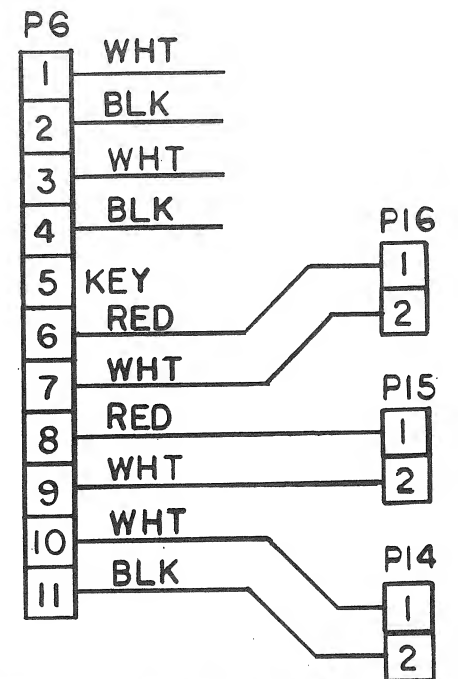 P6
1 WHT
2 BLK
3 WHT
4 BLK
5 KEY
6 RED
7 WHT
8 RED
9 WHT
10 WHT
11 BLK
P16
1
2
P15
1
2
P14
1
2